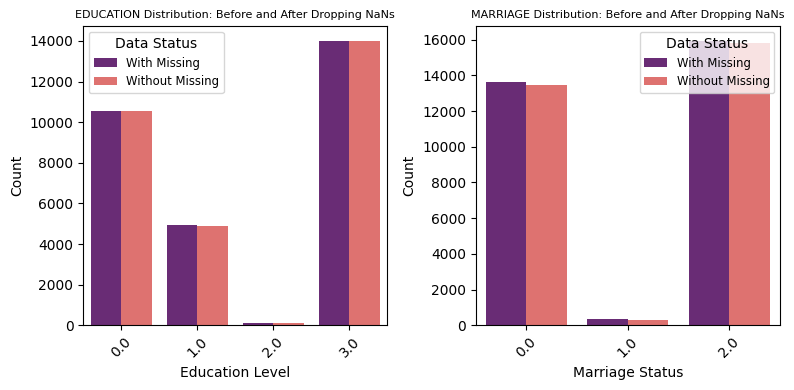 EDUCATION Distribution: Before and After Dropping NaNs
Data Status
With Missing
Without Missing
14000
12000
10000
8000
6000
4000
2000
0
Count
0.0
1.0
2.0
3.0
Education Level
MARRIAGE Distribution: Before and After Dropping NaNs
Data Status
With Missing
Without Missing
16000
14000
12000
10000
8000
6000
4000
2000
0
Count
0.0
1.0
2.0
Marriage Status